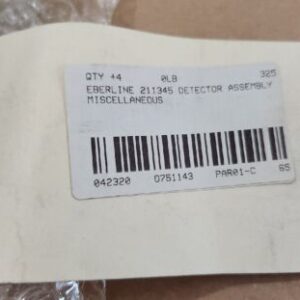 QTY +4 0LB 325
EBERLINE 211345 DETECTOR ASSEMBLY
MISCELLANEOUS
042320 0751143 PAR01-C 65